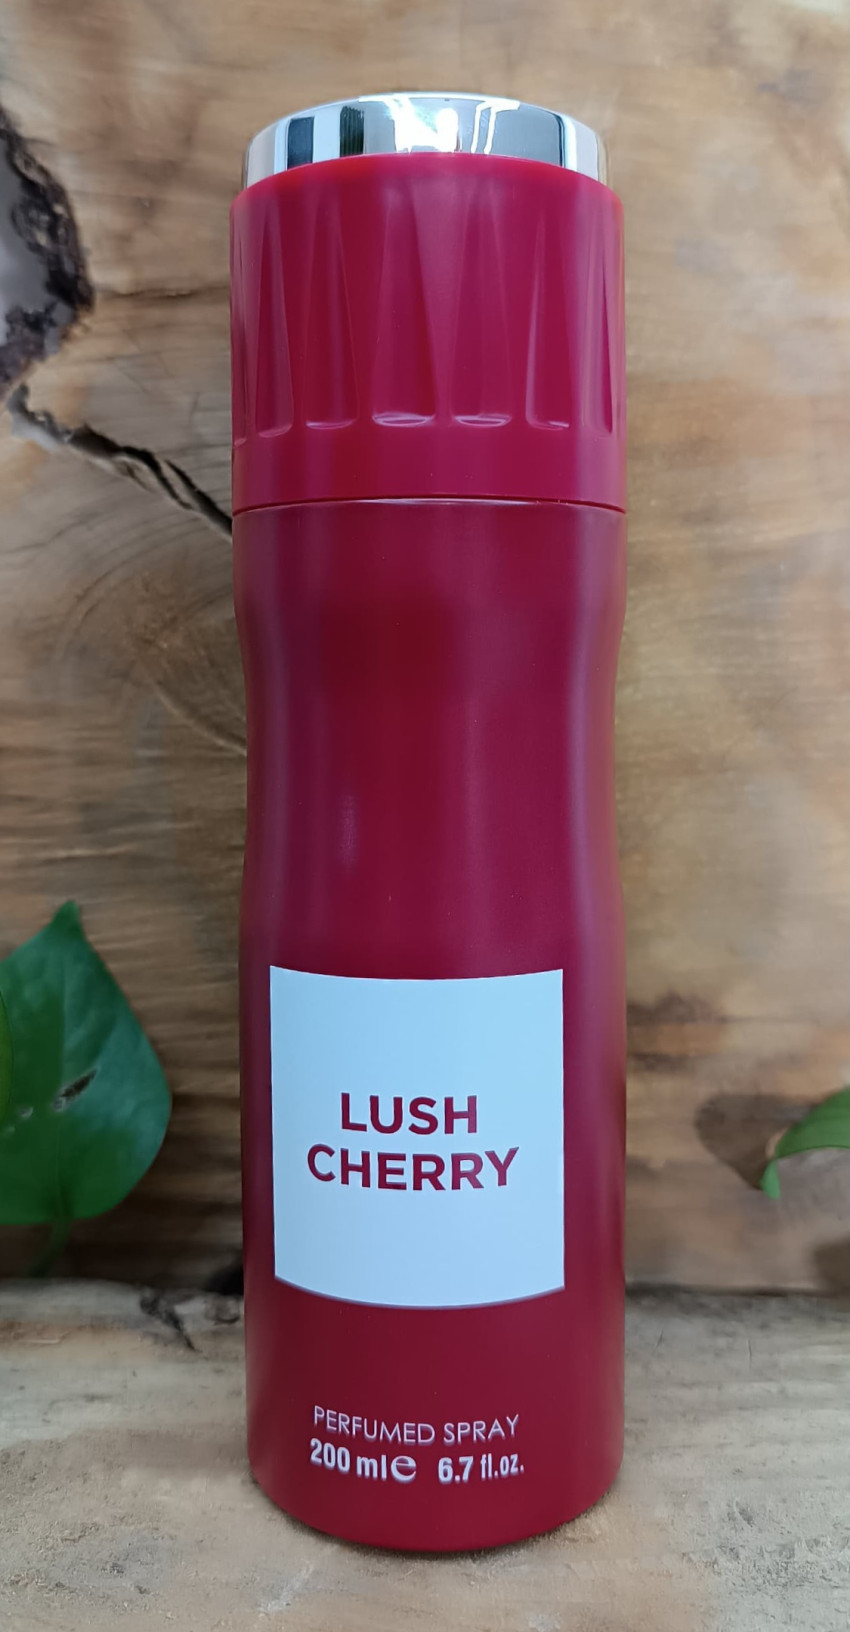 LUSH
CHERRY
PERFUMED SPRAY
200 ml℮ 6.7 fl.oz.